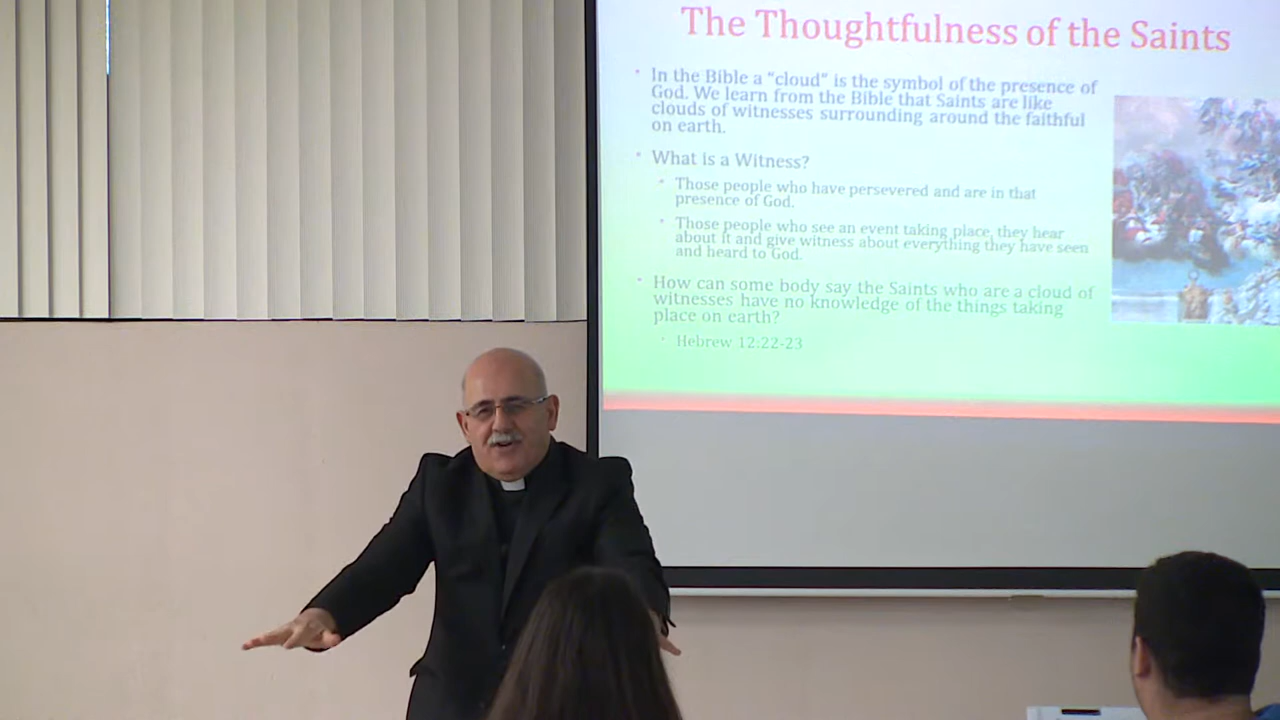 The Thoughtfulness of the Saints
• In the Bible a "cloud" is the symbol of the presence of
God. We learn from the Bible that Saints are like
clouds of witnesses surrounding around the faithful
on earth.
• What is a Witness?
• Those people who have persevered and are in that
presence of God.
• Those people who see an event taking place, they hear
about it and give witness about everything they have seen
and heard to God.
• How can some body say the Saints who are a cloud of
witnesses have no knowledge of the things taking
place on earth?
• Hebrew 12:22-23